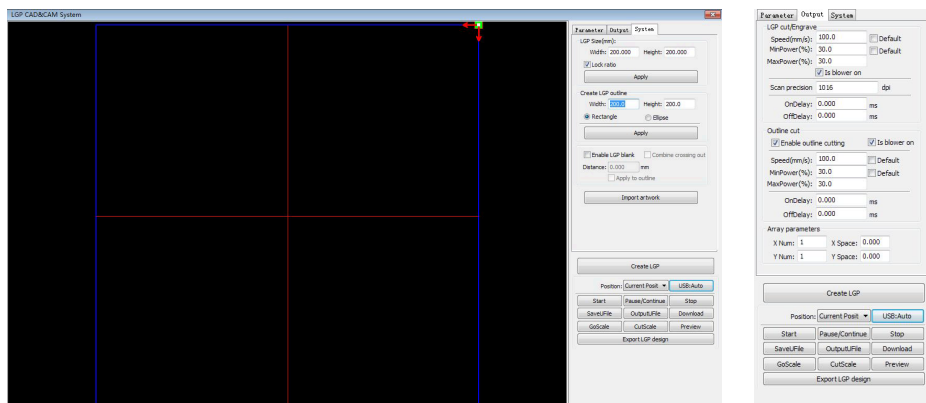 LGP CAD&CAM System
Parameter Output System
LGP Size(mm):
Width: 200.000 Height: 200.000
Lock ratio
Apply
Create LGP outline
Width: 200.0 Height: 200.0
Rectangle Ellipse
Apply
Enable LGP blank Combine crossing out
Distance: 0.000 mm
Apply to outline
Import artwork
Create LGP
Position: Current Posit USB:Auto
Start Pause/Continue Stop
SaveUFile OutputUFile Download
GoScale CutScale Preview
Export LGP design
Parameter Output System
LGP cut/Engrave
Speed(mm/s): 100.0 Default
MinPower(%): 30.0 Default
MaxPower(%): 30.0
Is blower on
Scan precision 1016 dpi
OnDelay: 0.000 ms
OffDelay: 0.000 ms
Outline cut
Enable outline cutting Is blower on
Speed(mm/s): 100.0 Default
MinPower(%): 30.0 Default
MaxPower(%): 30.0
OnDelay: 0.000 ms
OffDelay: 0.000 ms
Array parameters
X Num: 1 X Space: 0.000
Y Num: 1 Y Space: 0.000
Create LGP
Position: Current Posit USB:Auto
Start Pause/Continue Stop
SaveUFile OutputUFile Download
GoScale CutScale Preview
Export LGP design